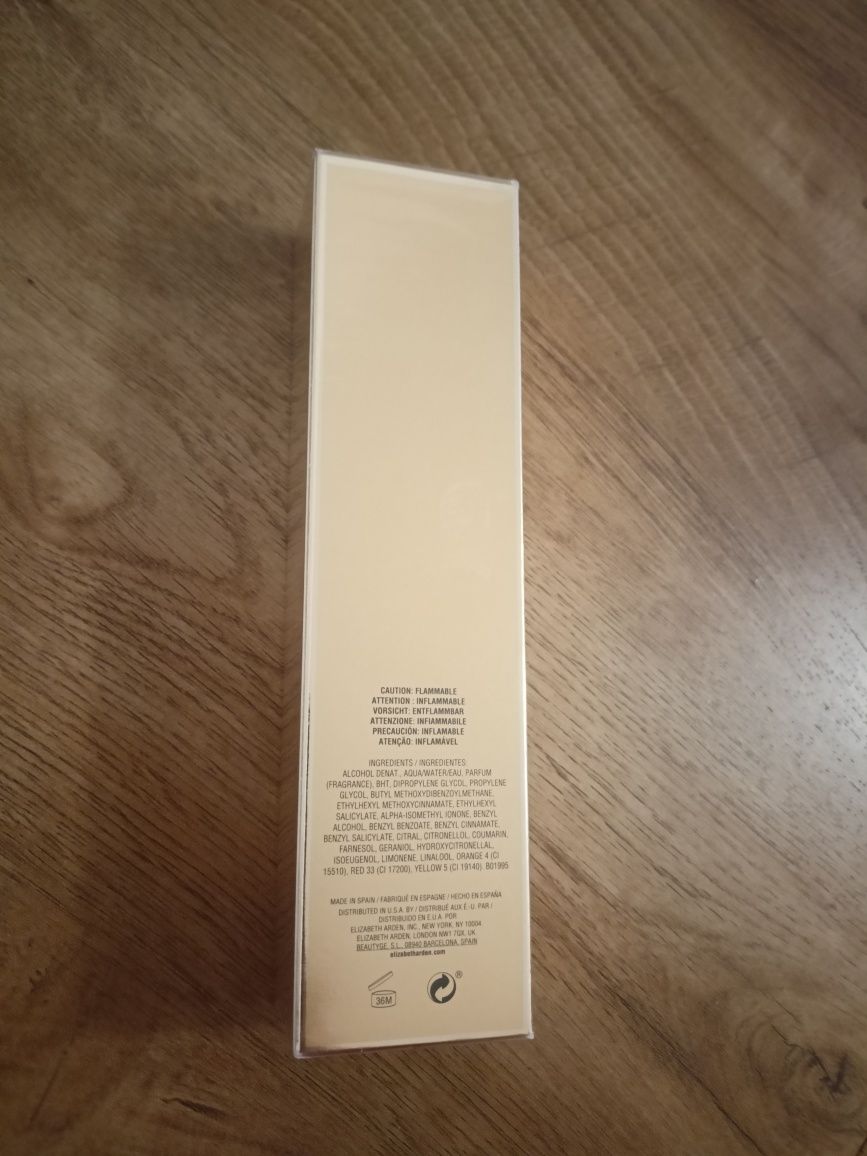 CAUTION: FLAMMABLE
ATTENTION : INFLAMMABLE
VORSICHT: ENTFLAMMBAR
ATTENZIONE: INFIAMMABILE
PRECAUCIÓN: INFLAMABLE
ATENÇÃO: INFLAMÁVEL
INGREDIENTS / INGREDIENTES:
ALCOHOL DENAT., AQUA/WATER/EAU, PARFUM
(FRAGRANCE), BHT, DIPROPYLENE GLYCOL, PROPYLENE
GLYCOL, BUTYL METHOXYDIBENZOYLMETHANE,
ETHYLHEXYL METHOXYCINNAMATE, ETHYLHEXYL
SALICYLATE, ALPHA-ISOMETHYL IONONE, BENZYL
ALCOHOL, BENZYL BENZOATE, BENZYL CINNAMATE,
BENZYL SALICYLATE, CITRAL, CITRONELLOL, COUMARIN,
FARNESOL, GERANIOL, HYDROXYCITRONELLAL,
ISOEUGENOL, LIMONENE, LINALOOL, ORANGE 4 (CI
15510), RED 33 (CI 17200), YELLOW 5 (CI 19140). B01995
MADE IN SPAIN / FABRIQUÉ EN ESPAGNE / HECHO EN ESPAÑA
DISTRIBUTED IN U.S.A. BY / DISTRIBUÉ AUX É.-U. PAR /
DISTRIBUIDO EN E.U.A. POR
ELIZABETH ARDEN, INC., NEW YORK, NY 10004
ELIZABETH ARDEN, LONDON NW1 7QX, UK
BEAUTYGE, S.L., 08940 BARCELONA, SPAIN
elizabetharden.com
36M
®